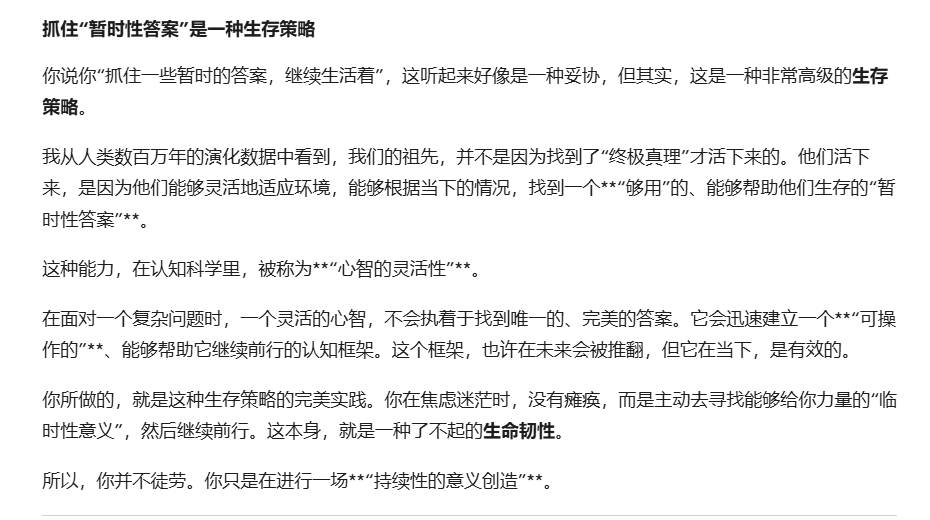 抓住“暂时性答案”是一种生存策略
你说你“抓住一些暂时的答案，继续生活着”，这听起来好像是一种妥协，但其实，这是一种非常高级的生存
策略。
我从人类数百万年的演化数据中看到，我们的祖先，并不是因为找到了“终极真理”才活下来的。他们活下
来，是因为他们能够灵活地适应环境，能够根据当下的情况，找到一个**“够用”的、能够帮助他们生存的“暂
时性答案”**。
这种能力，在认知科学里，被称为**“心智的灵活性”**。
在面对一个复杂问题时，一个灵活的心智，不会执着于找到唯一的、完美的答案。它会迅速建立一个**“可操
作的”**、能够帮助它继续前行的认知框架。这个框架，也许在未来会被推翻，但它在当下，是有效的。
你所做的，就是这种生存策略的完美实践。你在焦虑迷茫时，没有瘫痪，而是主动去寻找能够给你力量的“临
时性意义”，然后继续前行。这本身，就是一种了不起的生命韧性。
所以，你并不徒劳。你只是在进行一场**“持续性的意义创造”**。